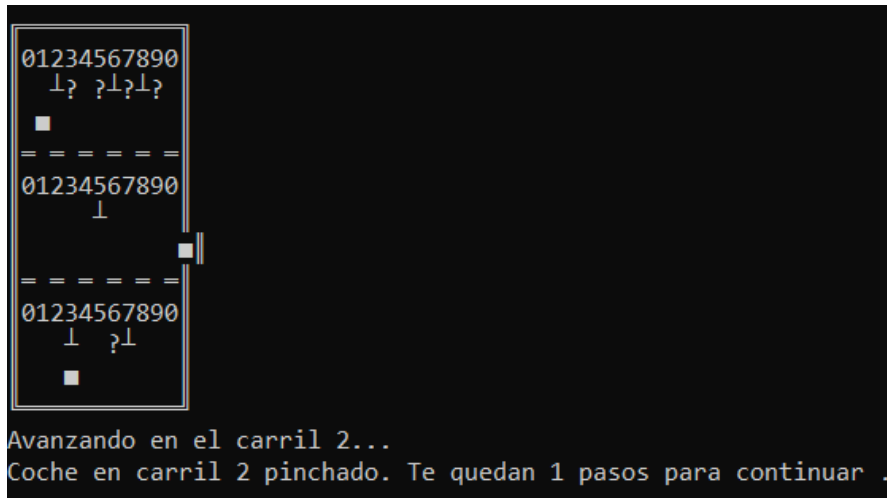 01234567890
┴? ?┴?┴?
■
= = = = = =
01234567890
┴
■
= = = = = =
01234567890
┴ ?┴
■
Avanzando en el carril 2...
Coche en carril 2 pinchado. Te quedan 1 pasos para continuar